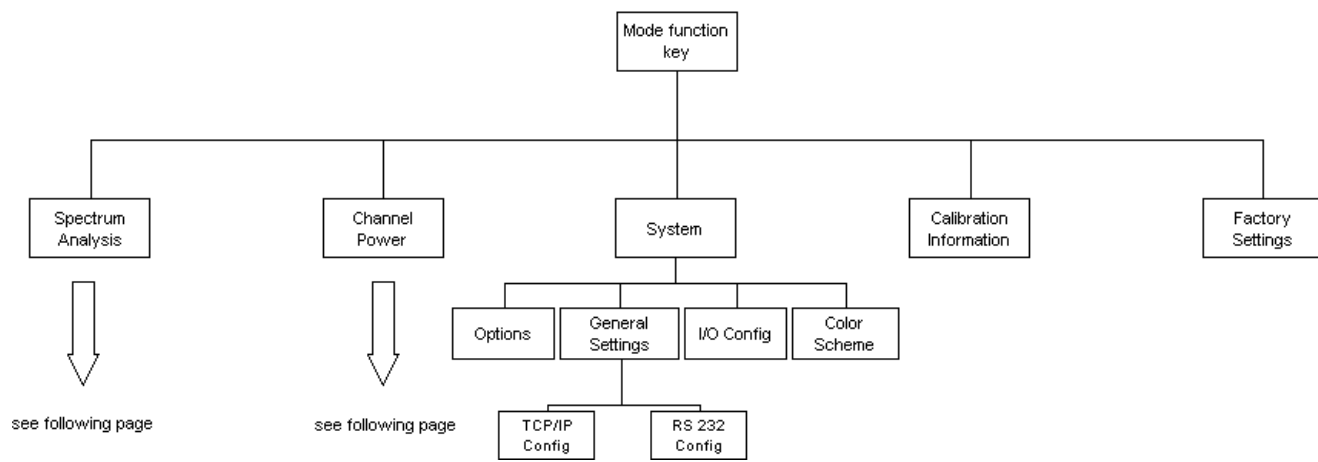 Mode function
key
Spectrum
Analysis
Channel
Power
System
Calibration
Information
Factory
Settings
Options
General
Settings
I/O Config
Color
Scheme
see following page
see following page
TCP/IP
Config
RS 232
Config